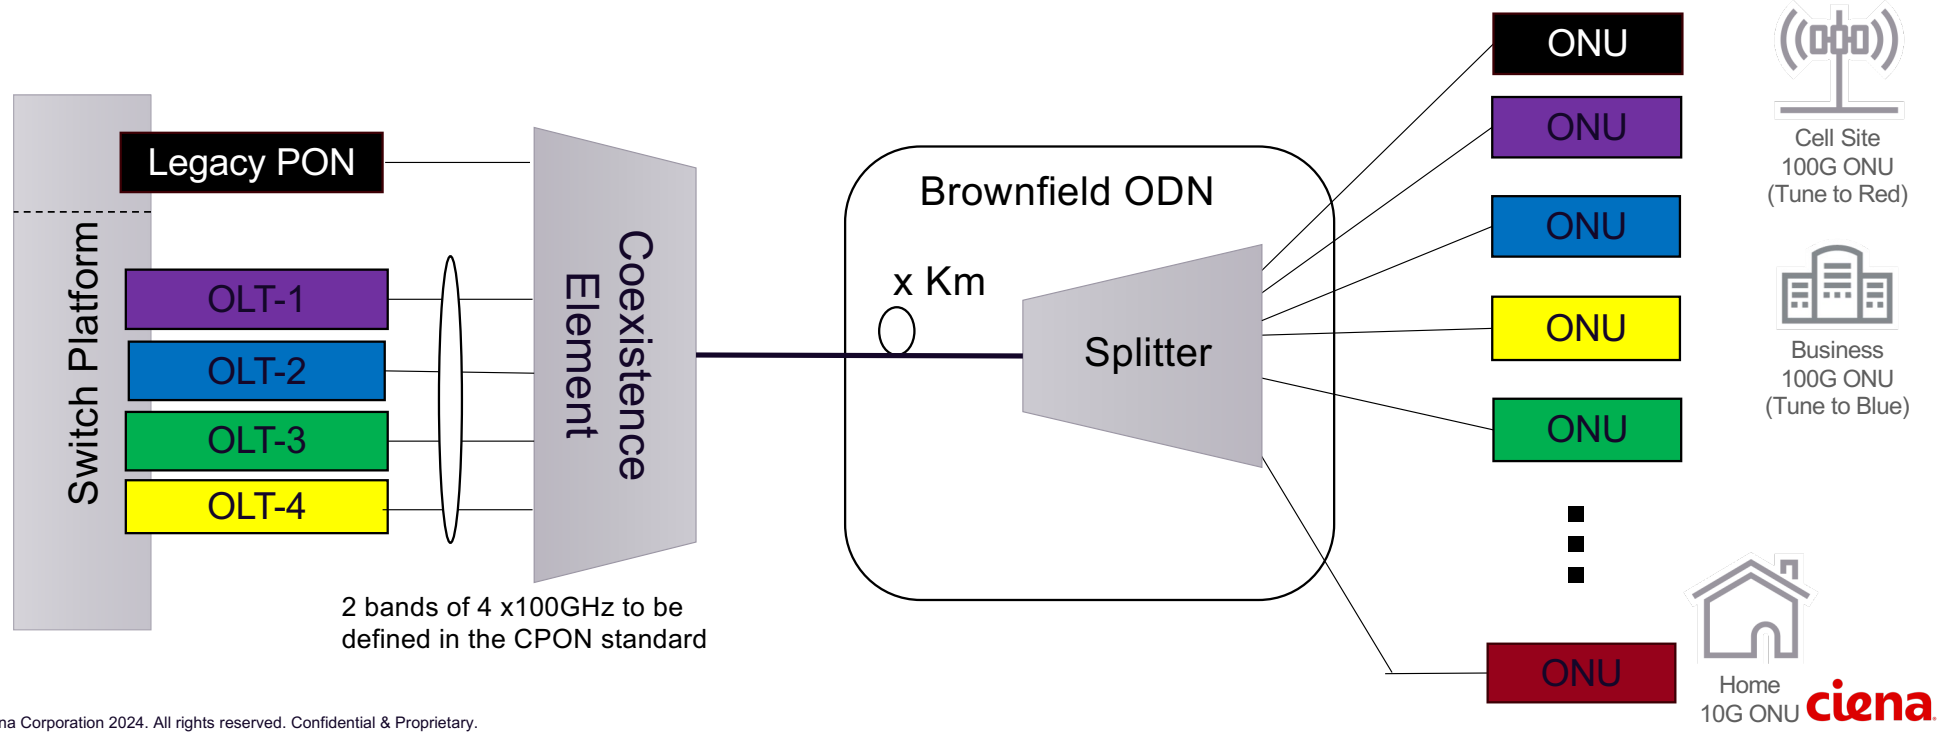 Switch Platform
Legacy PON
OLT-1
OLT-2
OLT-3
OLT-4
Coexistence
Element
2 bands of 4 x100GHz to be
defined in the CPON standard
Brownfield ODN
x Km
Splitter
ONU
ONU
ONU
ONU
ONU
ONU
Cell Site
100G ONU
(Tune to Red)
Business
100G ONU
(Tune to Blue)
Home
10G ONU
ciena
na Corporation 2024. All rights reserved. Confidential & Proprietary.